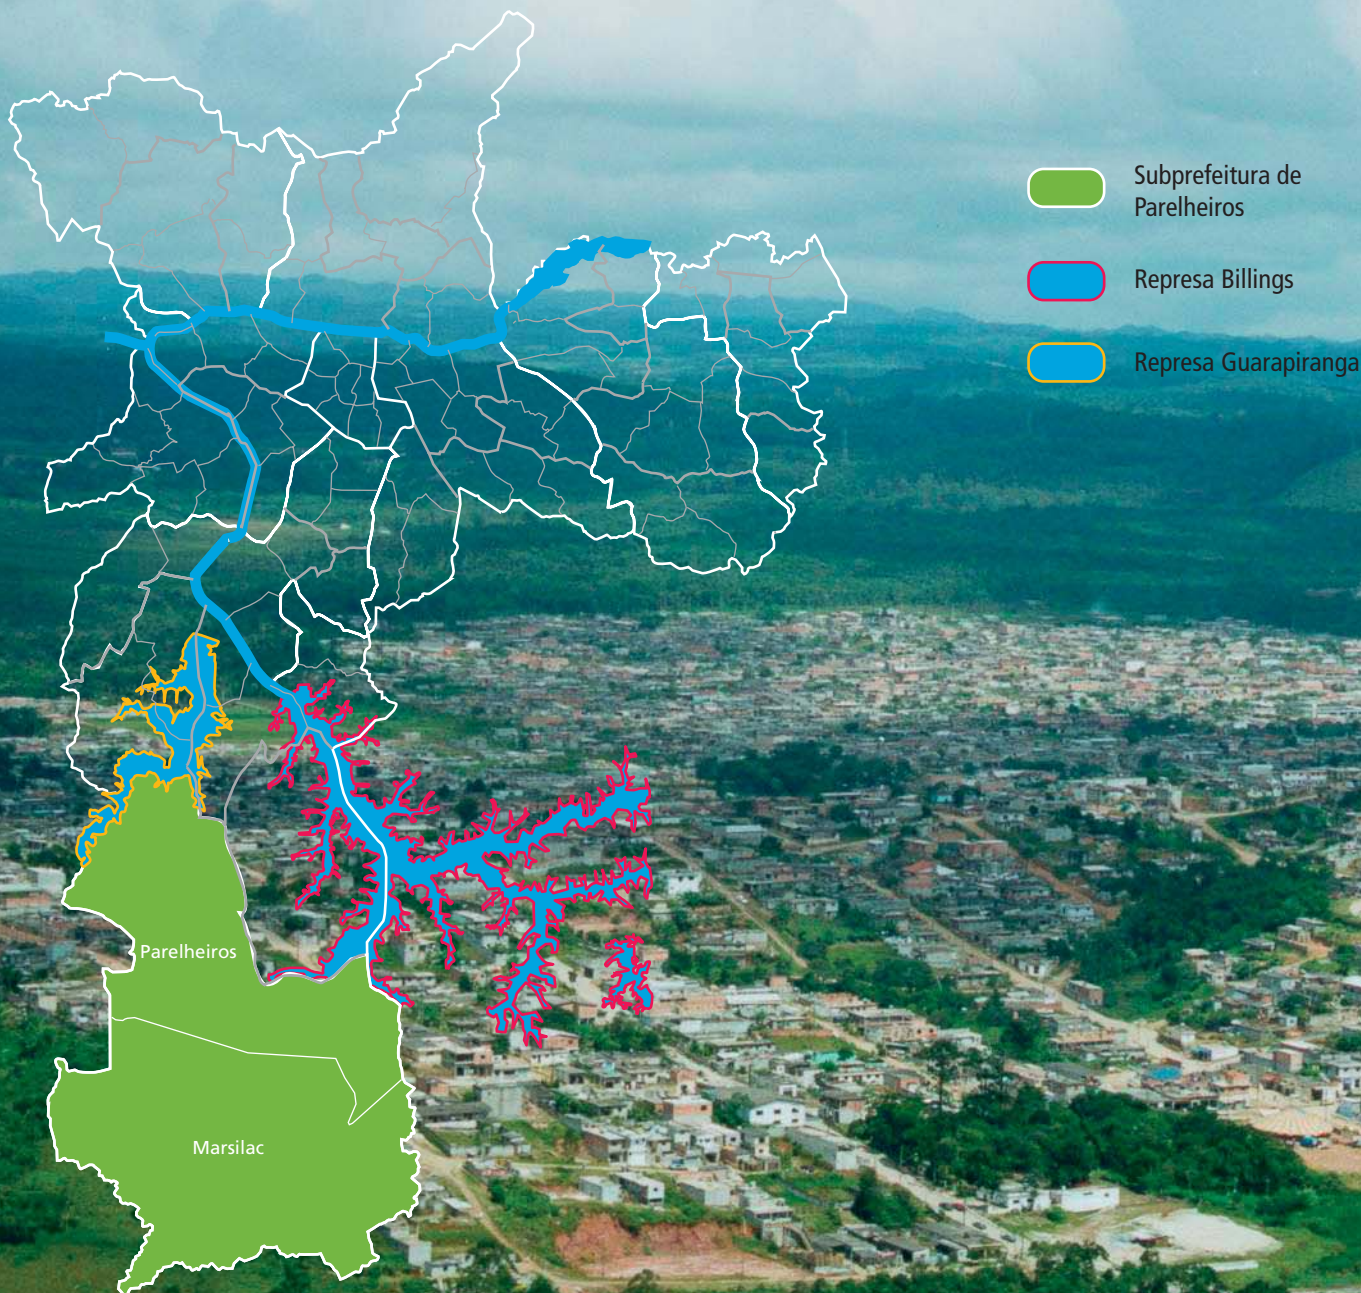 Subprefeitura de
Parelheiros
Represa Billings
Represa Guarapiranga
Parelheiros
Marsilac